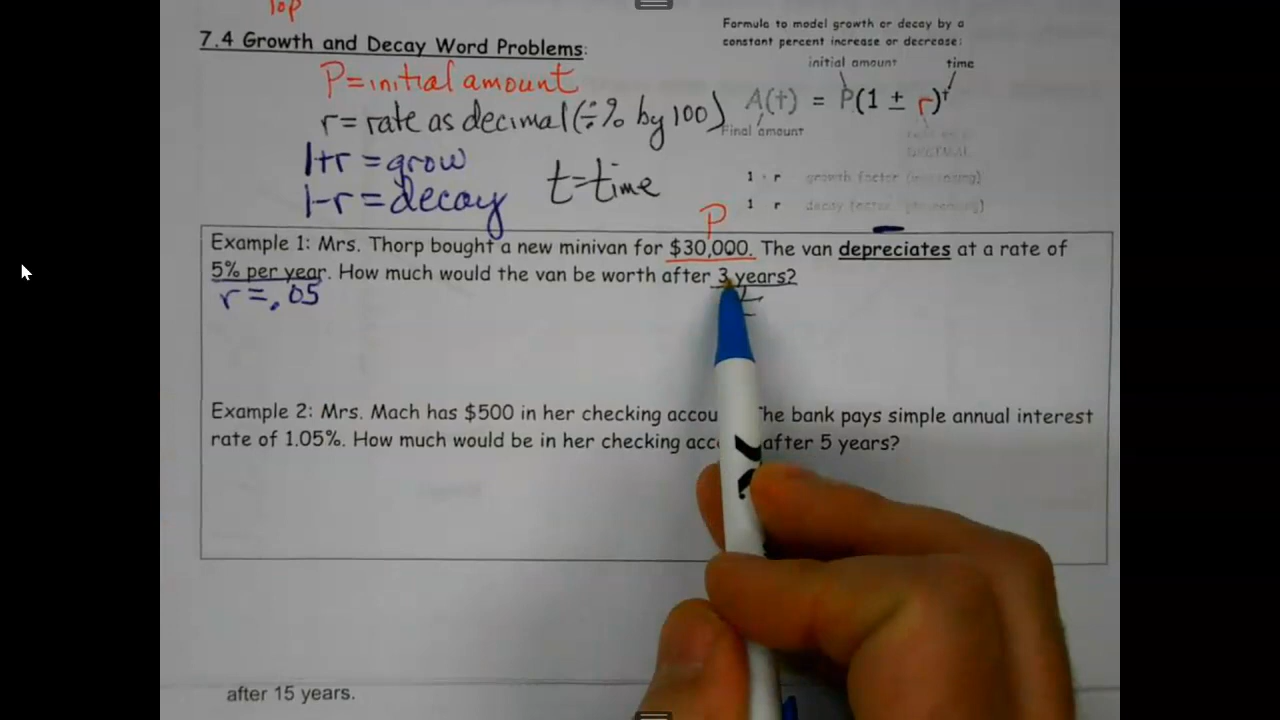 Top
7.4 Growth and Decay Word Problems:
P=initial amount
r=rate as decimal (÷% by 100)
1+r =grow
1-r =decay
t=time
Formula to model growth or decay by a
constant percent increase or decrease:
initial amount time
A(t) = P(1 ± r)^t
Final amount
DECIMAL
1 · r growth factor (increasing)
1 r decay factor
P
Example 1: Mrs. Thorp bought a new minivan for $30,000. The van depreciates at a rate of
5% per year. How much would the van be worth after 3 years?
r = .05
t
Example 2: Mrs. Mach has $500 in her checking accou he bank pays simple annual interest
rate of 1.05%. How much would be in her checking acc after 5 years?
after 15 years.